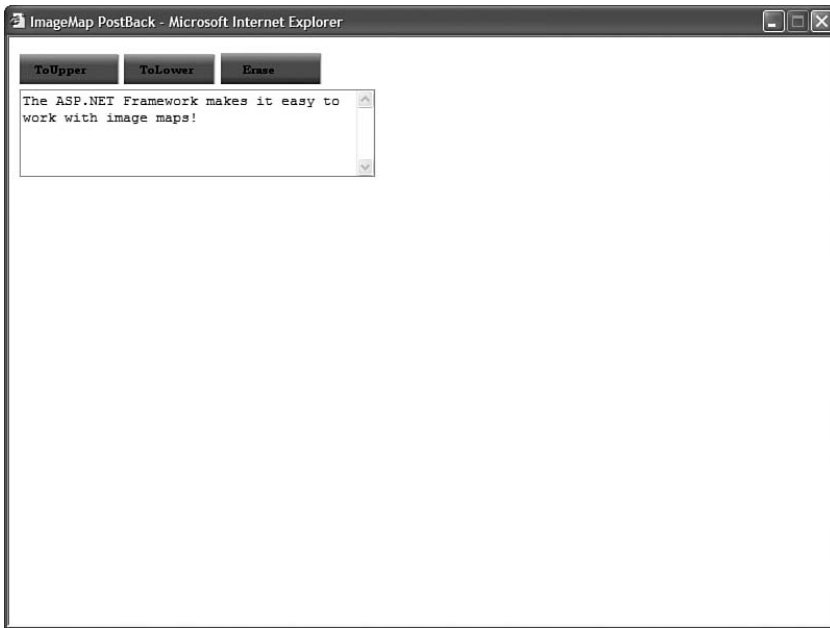 ImageMap PostBack - Microsoft Internet Explorer
ToUpper ToLower Erase
The ASP.NET Framework makes it easy to
work with image maps!